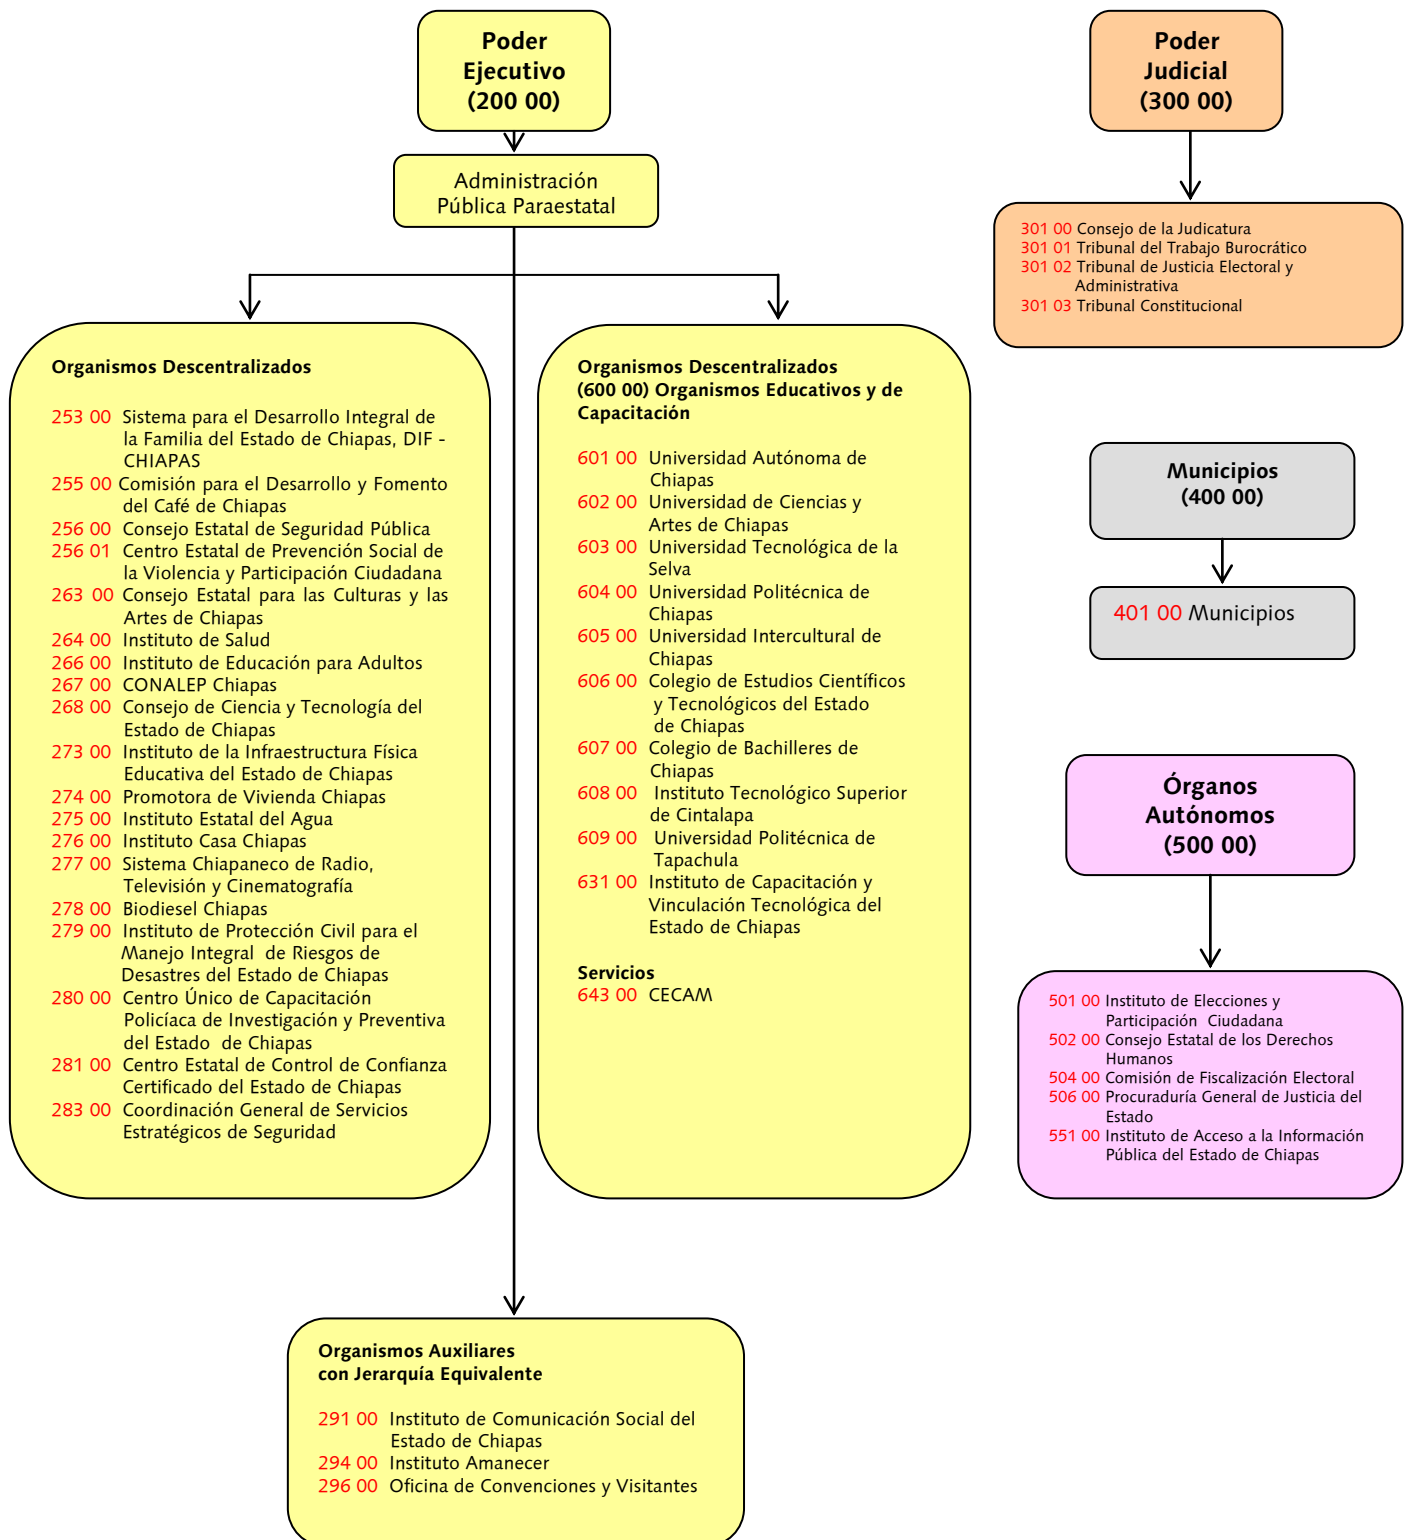 Poder
Ejecutivo
(200 00)
Administración
Pública Paraestatal
Organismos Descentralizados
253 00 Sistema para el Desarrollo Integral de
la Familia del Estado de Chiapas, DIF -
CHIAPAS
255 00 Comisión para el Desarrollo y Fomento
del Café de Chiapas
256 00 Consejo Estatal de Seguridad Pública
256 01 Centro Estatal de Prevención Social de
la Violencia y Participación Ciudadana
263 00 Consejo Estatal para las Culturas y las
Artes de Chiapas
264 00 Instituto de Salud
266 00 Instituto de Educación para Adultos
267 00 CONALEP Chiapas
268 00 Consejo de Ciencia y Tecnología del
Estado de Chiapas
273 00 Instituto de la Infraestructura Física
Educativa del Estado de Chiapas
274 00 Promotora de Vivienda Chiapas
275 00 Instituto Estatal del Agua
276 00 Instituto Casa Chiapas
277 00 Sistema Chiapaneco de Radio,
Televisión y Cinematografía
278 00 Biodiesel Chiapas
279 00 Instituto de Protección Civil para el
Manejo Integral de Riesgos de
Desastres del Estado de Chiapas
280 00 Centro Único de Capacitación
Policíaca de Investigación y Preventiva
del Estado de Chiapas
281 00 Centro Estatal de Control de Confianza
Certificado del Estado de Chiapas
283 00 Coordinación General de Servicios
Estratégicos de Seguridad
Organismos Descentralizados
(600 00) Organismos Educativos y de
Capacitación
601 00 Universidad Autónoma de
Chiapas
602 00 Universidad de Ciencias y
Artes de Chiapas
603 00 Universidad Tecnológica de la
Selva
604 00 Universidad Politécnica de
Chiapas
605 00 Universidad Intercultural de
Chiapas
606 00 Colegio de Estudios Científicos
y Tecnológicos del Estado
de Chiapas
607 00 Colegio de Bachilleres de
Chiapas
608 00 Instituto Tecnológico Superior
de Cintalapa
609 00 Universidad Politécnica de
Tapachula
631 00 Instituto de Capacitación y
Vinculación Tecnológica del
Estado de Chiapas
Servicios
643 00 CECAM
Organismos Auxiliares
con Jerarquía Equivalente
291 00 Instituto de Comunicación Social del
Estado de Chiapas
294 00 Instituto Amanecer
296 00 Oficina de Convenciones y Visitantes
Poder
Judicial
(300 00)
301 00 Consejo de la Judicatura
301 01 Tribunal del Trabajo Burocrático
301 02 Tribunal de Justicia Electoral y
Administrativa
301 03 Tribunal Constitucional
Municipios
(400 00)
401 00 Municipios
Órganos
Autónomos
(500 00)
501 00 Instituto de Elecciones y
Participación Ciudadana
502 00 Consejo Estatal de los Derechos
Humanos
504 00 Comisión de Fiscalización Electoral
506 00 Procuraduría General de Justicia del
Estado
551 00 Instituto de Acceso a la Información
Pública del Estado de Chiapas